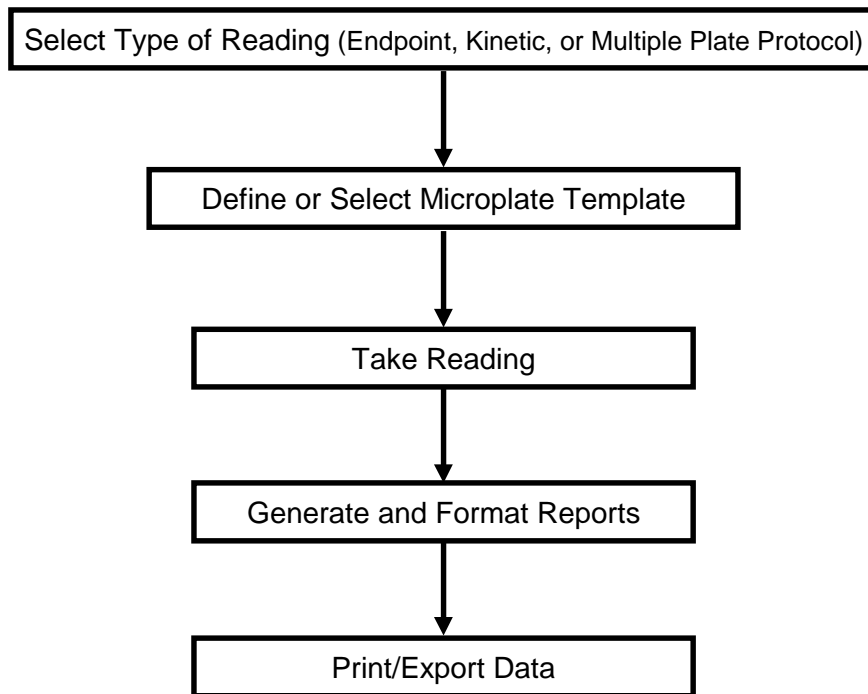 Select Type of Reading (Endpoint, Kinetic, or Multiple Plate Protocol)
Define or Select Microplate Template
Take Reading
Generate and Format Reports
Print/Export Data